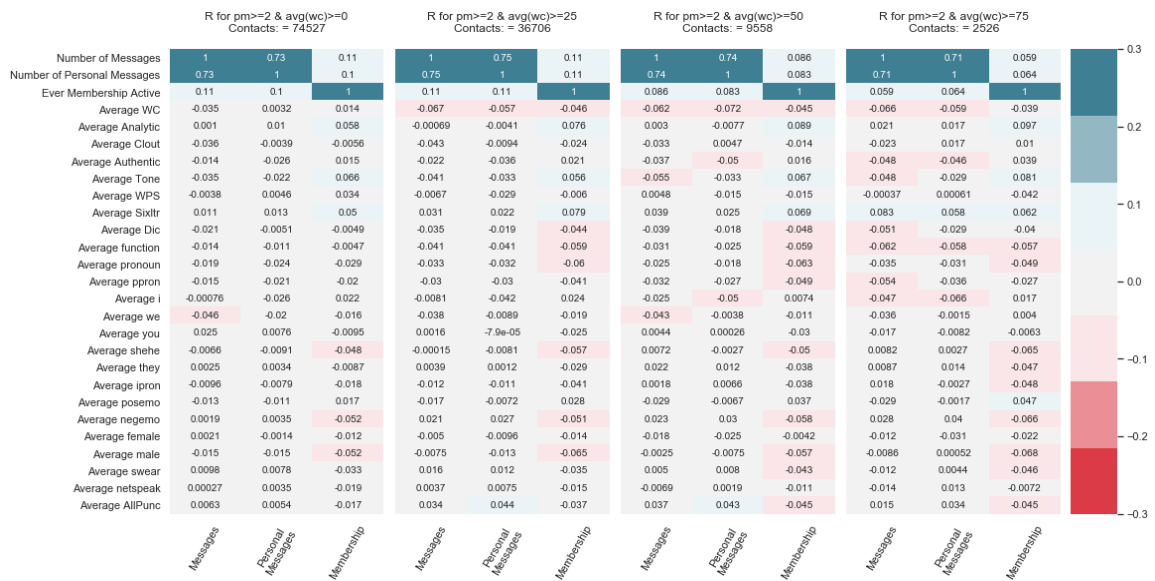 R for pm>=2 & avg(wc)>=0 R for pm>=2 & avg(wc)>=25 R for pm>=2 & avg(wc)>=50 R for pm>=2 & avg(wc)>=75
Contacts: = 74527 Contacts: = 36706 Contacts: = 9558 Contacts: = 2526
Number of Messages 1 0.73 0.11 1 0.75 0.11 1 0.74 0.086 1 0.71 0.059
Number of Personal Messages 0.73 1 0.1 0.75 1 0.11 0.74 1 0.083 0.71 1 0.064
Ever Membership Active 0.11 0.1 1 0.11 0.11 1 0.086 0.083 1 0.059 0.064 1
Average WC -0.035 0.0032 0.014 -0.067 -0.057 -0.046 -0.062 -0.072 -0.045 -0.066 -0.059 -0.039
Average Analytic 0.001 0.01 0.058 -0.00069 -0.0041 0.076 0.003 -0.0077 0.089 0.021 0.017 0.097
Average Clout -0.036 -0.0039 -0.0056 -0.043 -0.0094 -0.024 -0.033 0.0047 -0.014 -0.023 0.017 0.01
Average Authentic -0.014 -0.026 0.015 -0.022 -0.036 0.021 -0.037 -0.05 0.016 -0.048 -0.046 0.039
Average Tone -0.035 -0.022 0.066 -0.041 -0.033 0.056 -0.055 -0.033 0.067 -0.048 -0.029 0.081
Average WPS -0.0038 0.0046 0.034 -0.0067 -0.029 -0.006 0.0048 -0.015 -0.015 -0.00037 0.00061 -0.042
Average Sixltr 0.011 0.013 0.05 0.031 0.022 0.079 0.039 0.025 0.069 0.083 0.058 0.062
Average Dic -0.021 -0.0051 -0.0049 -0.035 -0.019 -0.044 -0.039 -0.018 -0.048 -0.051 -0.029 -0.04
Average function -0.014 -0.011 -0.0047 -0.041 -0.041 -0.059 -0.031 -0.025 -0.059 -0.062 -0.058 -0.057
Average pronoun -0.019 -0.024 -0.029 -0.033 -0.032 -0.06 -0.025 -0.018 -0.063 -0.035 -0.031 -0.049
Average ppron -0.015 -0.021 -0.02 -0.03 -0.03 -0.041 -0.032 -0.027 -0.049 -0.054 -0.036 -0.027
Average i -0.00076 -0.026 0.022 -0.0081 -0.042 0.024 -0.025 -0.05 0.0074 -0.047 -0.066 0.017
Average we -0.046 -0.02 -0.016 -0.038 -0.0089 -0.019 -0.043 -0.0038 -0.011 -0.036 -0.0015 0.004
Average you 0.025 0.0076 -0.0095 0.0016 -7.9e-05 -0.025 0.0044 0.00026 -0.03 -0.017 -0.0082 -0.0063
Average shehe -0.0066 -0.0091 -0.048 -0.00015 -0.0081 -0.057 0.0072 -0.0027 -0.05 0.0082 0.0027 -0.065
Average they 0.0025 0.0034 -0.0087 0.0039 0.0012 -0.029 0.022 0.012 -0.038 0.0087 0.014 -0.047
Average ipron -0.0096 -0.0079 -0.018 -0.012 -0.011 -0.041 0.0018 0.0066 -0.038 0.018 -0.0027 -0.048
Average posemo -0.013 -0.011 0.017 -0.017 -0.0072 0.028 -0.029 -0.0067 0.037 -0.029 -0.0017 0.047
Average negemo 0.0019 0.0035 -0.052 0.021 0.027 -0.051 0.023 0.03 -0.058 0.028 0.04 -0.066
Average female 0.0021 -0.0014 -0.012 -0.005 -0.0096 -0.014 -0.018 -0.025 -0.0042 -0.012 -0.031 -0.022
Average male -0.015 -0.015 -0.052 -0.0075 -0.013 -0.065 -0.0025 -0.0075 -0.057 -0.0086 0.00052 -0.068
Average swear 0.0098 0.0078 -0.033 0.016 0.012 -0.035 0.005 0.008 -0.043 -0.012 0.0044 -0.046
Average netspeak 0.00027 0.0035 -0.019 0.0037 0.0075 -0.015 -0.0069 0.0019 -0.011 -0.014 0.013 -0.0072
Average AllPunc 0.0063 0.0054 -0.017 0.034 0.044 -0.037 0.037 0.043 -0.045 0.015 0.034 -0.045
Messages Personal Messages Membership Messages Personal Messages Membership Messages Personal Messages Membership Messages Personal Messages Membership
0.3
0.2
0.1
0.0
−0.1
−0.2
−0.3